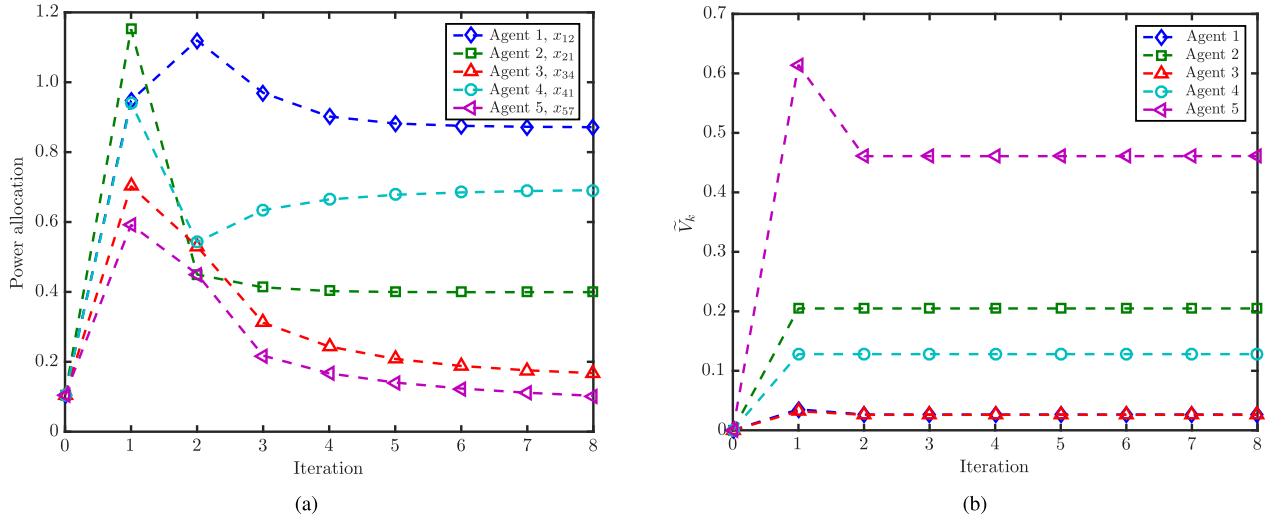 1.2
1.0
0.8
0.6
0.4
0.2
0
Power allocation
0 1 2 3 4 5 6 7 8
Iteration
Agent 1, x₁₂
Agent 2, x₂₁
Agent 3, x₃₄
Agent 4, x₄₁
Agent 5, x₅₇
(a)
0.7
0.6
0.5
0.4
0.3
0.2
0.1
0
Ṽₖ
0 1 2 3 4 5 6 7 8
Iteration
Agent 1
Agent 2
Agent 3
Agent 4
Agent 5
(b)